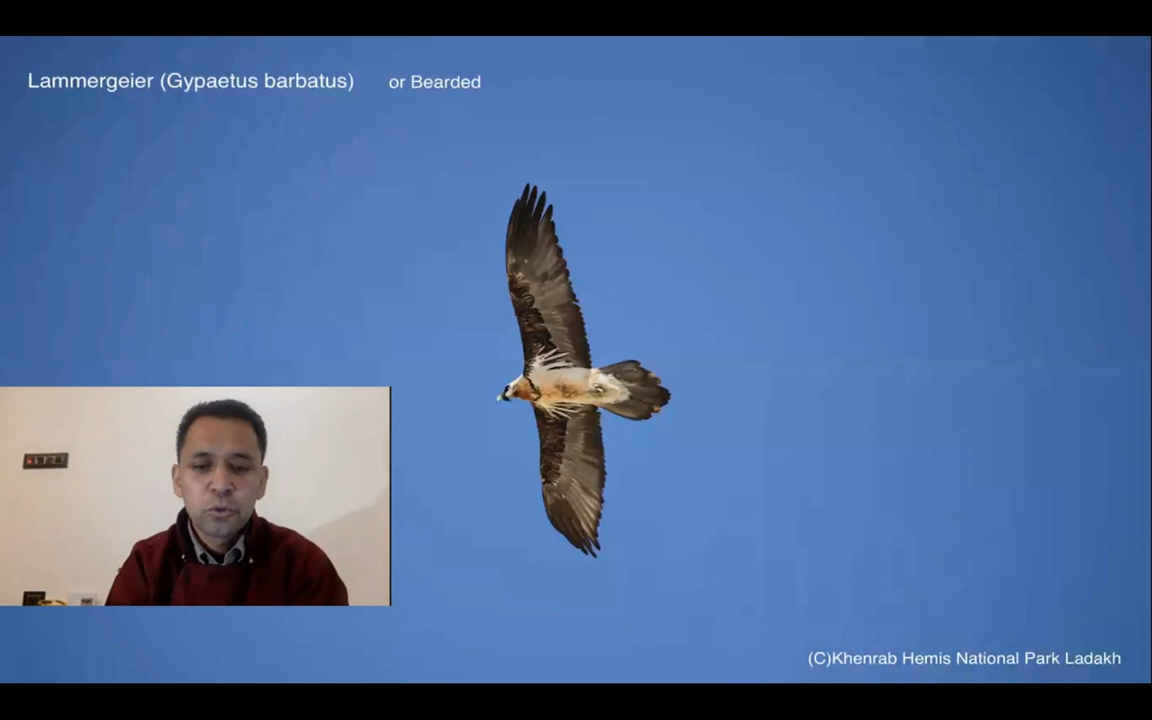 Lammergeier (Gypaetus barbatus) or Bearded
(C)Khenrab Hemis National Park Ladakh